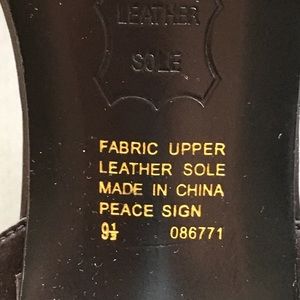 LEATHER
SOLE
FABRIC UPPER
LEATHER SOLE
MADE IN CHINA
PEACE SIGN
9½ 086771